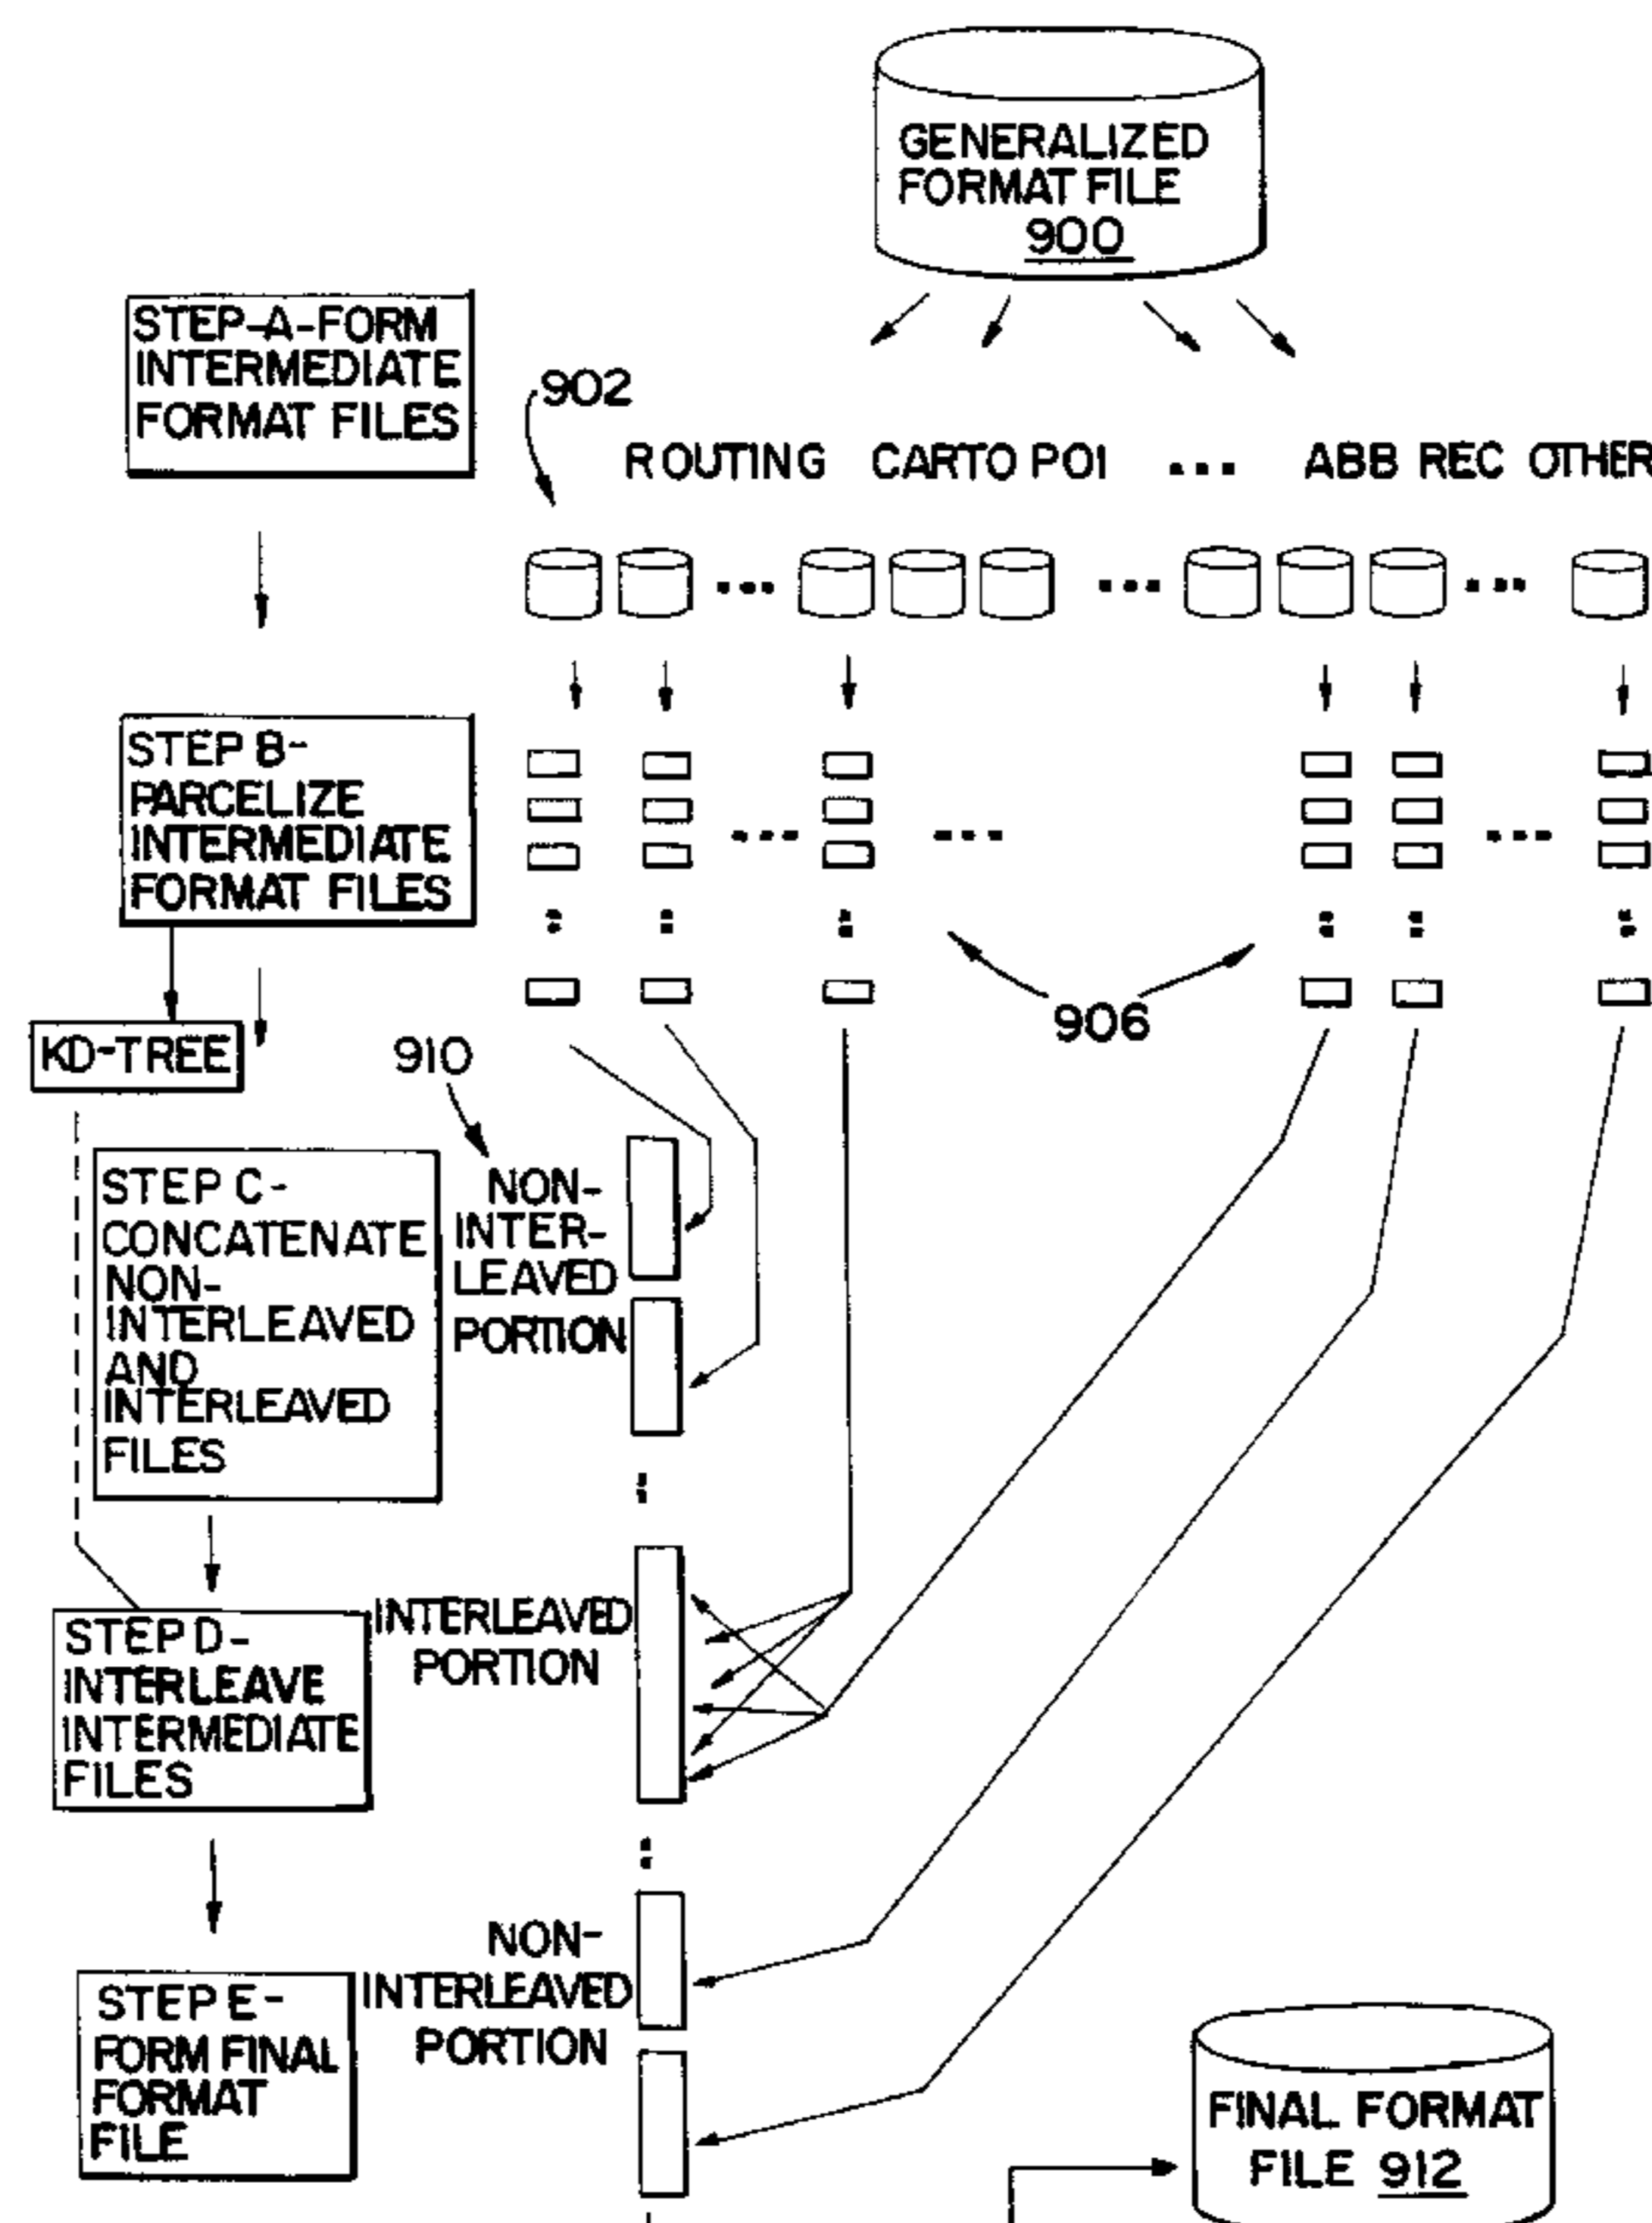 GENERALIZED
FORMAT FILE
900
STEP-A-FORM
INTERMEDIATE
FORMAT FILES
902
ROUTING CARTO POI ... ABB REC OTHER
STEP B-
PARCELIZE
INTERMEDIATE
FORMAT FILES
906
KD-TREE
910
STEP C-
CONCATENATE
NON-
INTERLEAVED
AND
INTERLEAVED
FILES
NON-
INTER-
LEAVED
PORTION
STEP D-
INTERLEAVE
INTERMEDIATE
FILES
INTERLEAVED
PORTION
STEP E-
FORM FINAL
FORMAT
FILE
NON-
INTERLEAVED
PORTION
FINAL FORMAT
FILE 912